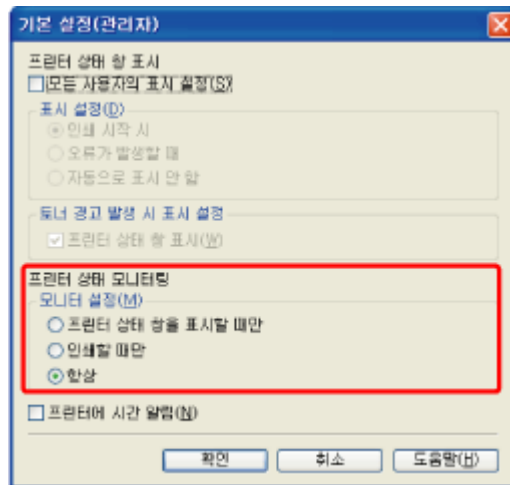 기본 설정(관리자)
프린터 상태 창 표시
모든 사용자의 표시 설정(S)
표시 설정(D)
인쇄 시작 시
오류가 발생할 때
자동으로 표시 안 함
토너 경고 발생 시 표시 설정
프린터 상태 창 표시(W)
프린터 상태 모니터링
모니터 설정(M)
프린터 상태 창을 표시할 때만
인쇄할 때만
항상
프린터에 시간 알림(N)
확인 취소 도움말(H)